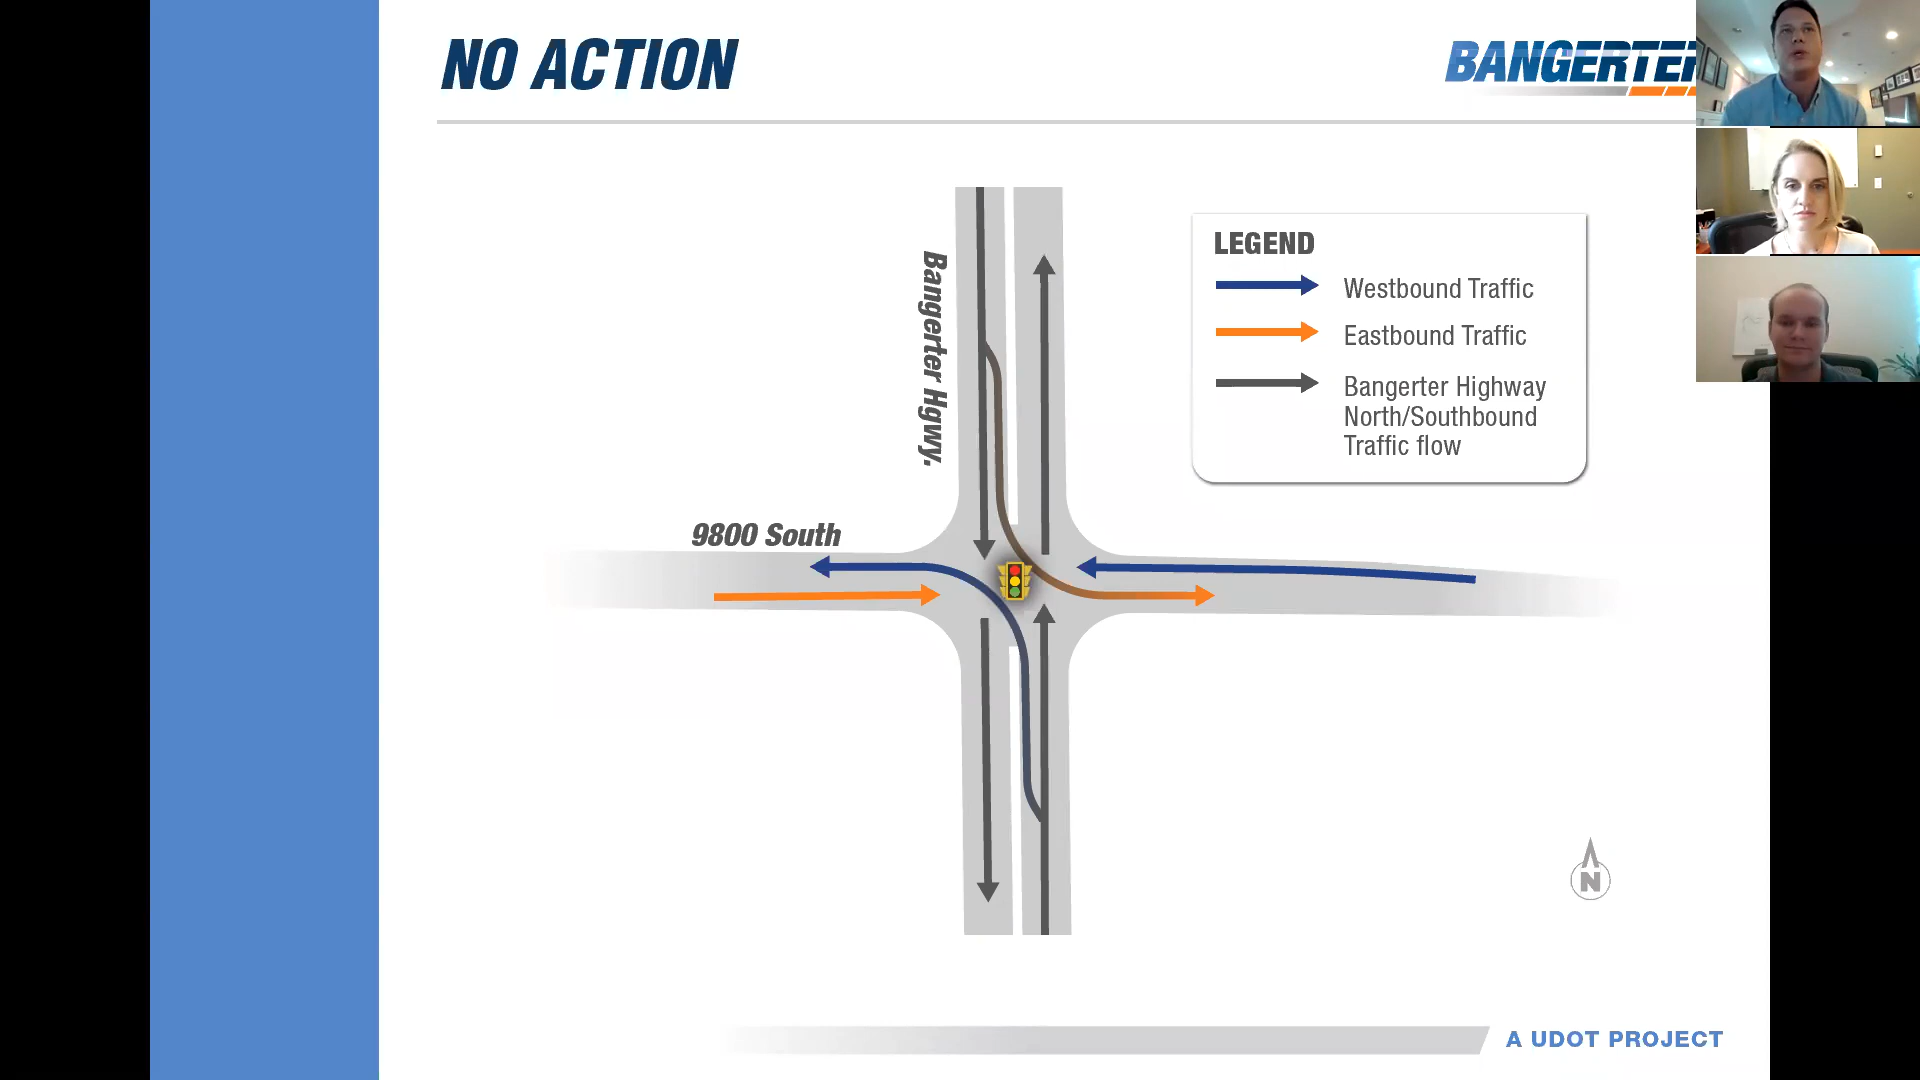 NO ACTION
BANGERTER
LEGEND
Westbound Traffic
Eastbound Traffic
Bangerter Highway
North/Southbound
Traffic flow
Bangerter Hgwy.
9800 South
N
A UDOT PROJECT